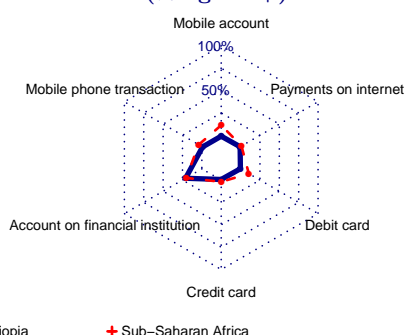 Mobile account
100%
Mobile phone transaction 50% Payments on internet
Account on financial institution Debit card
Credit card
Sub−Saharan Africa